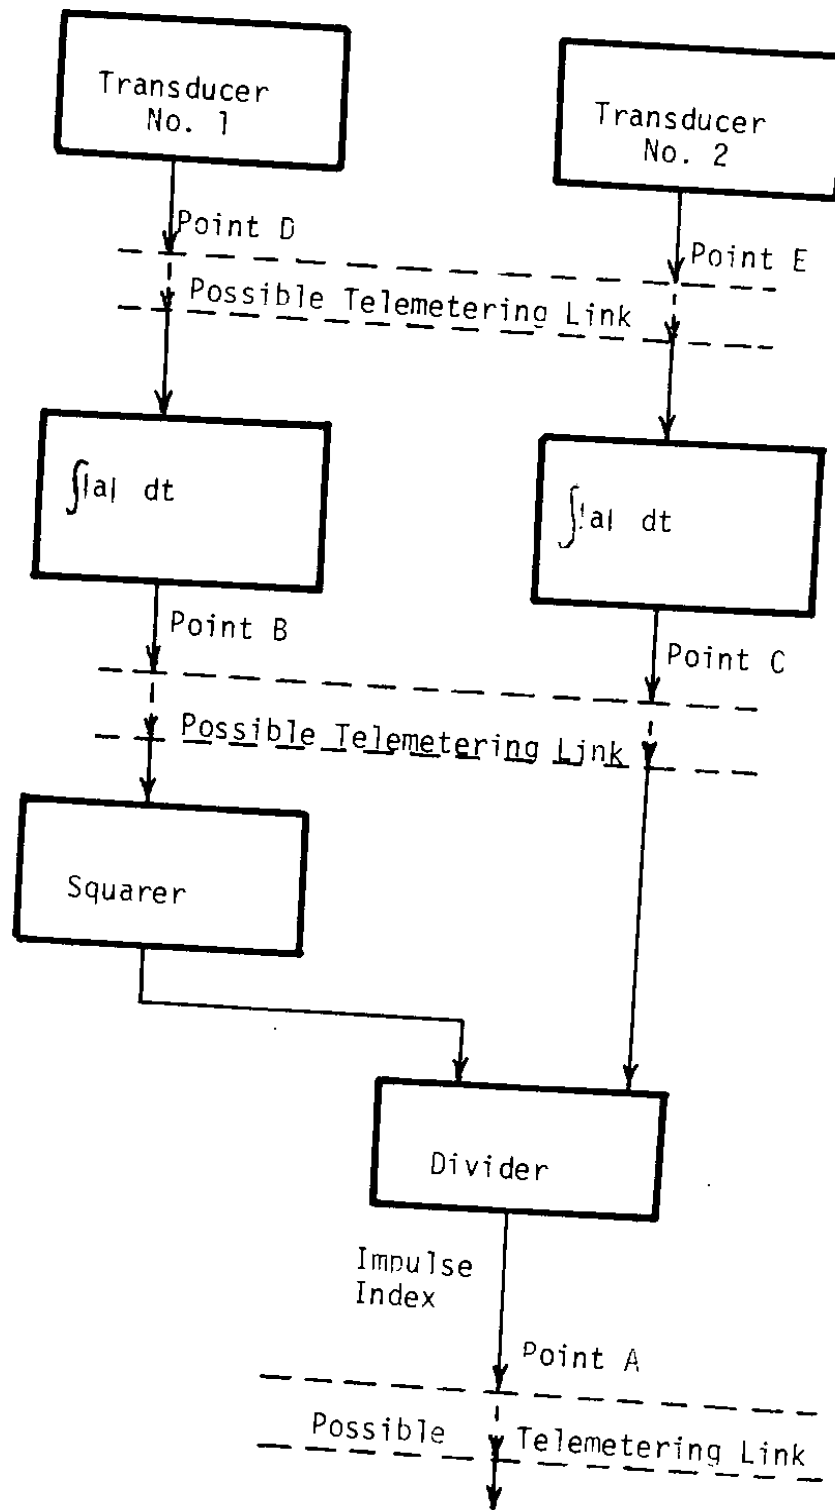 Transducer
No. 1
Transducer
No. 2
Point D
Point E
Possible Telemetering Link
∫|a| dt
∫|a| dt
Point B
Point C
Possible Telemetering Link
Squarer
Divider
Impulse
Index
Point A
Possible Telemetering Link